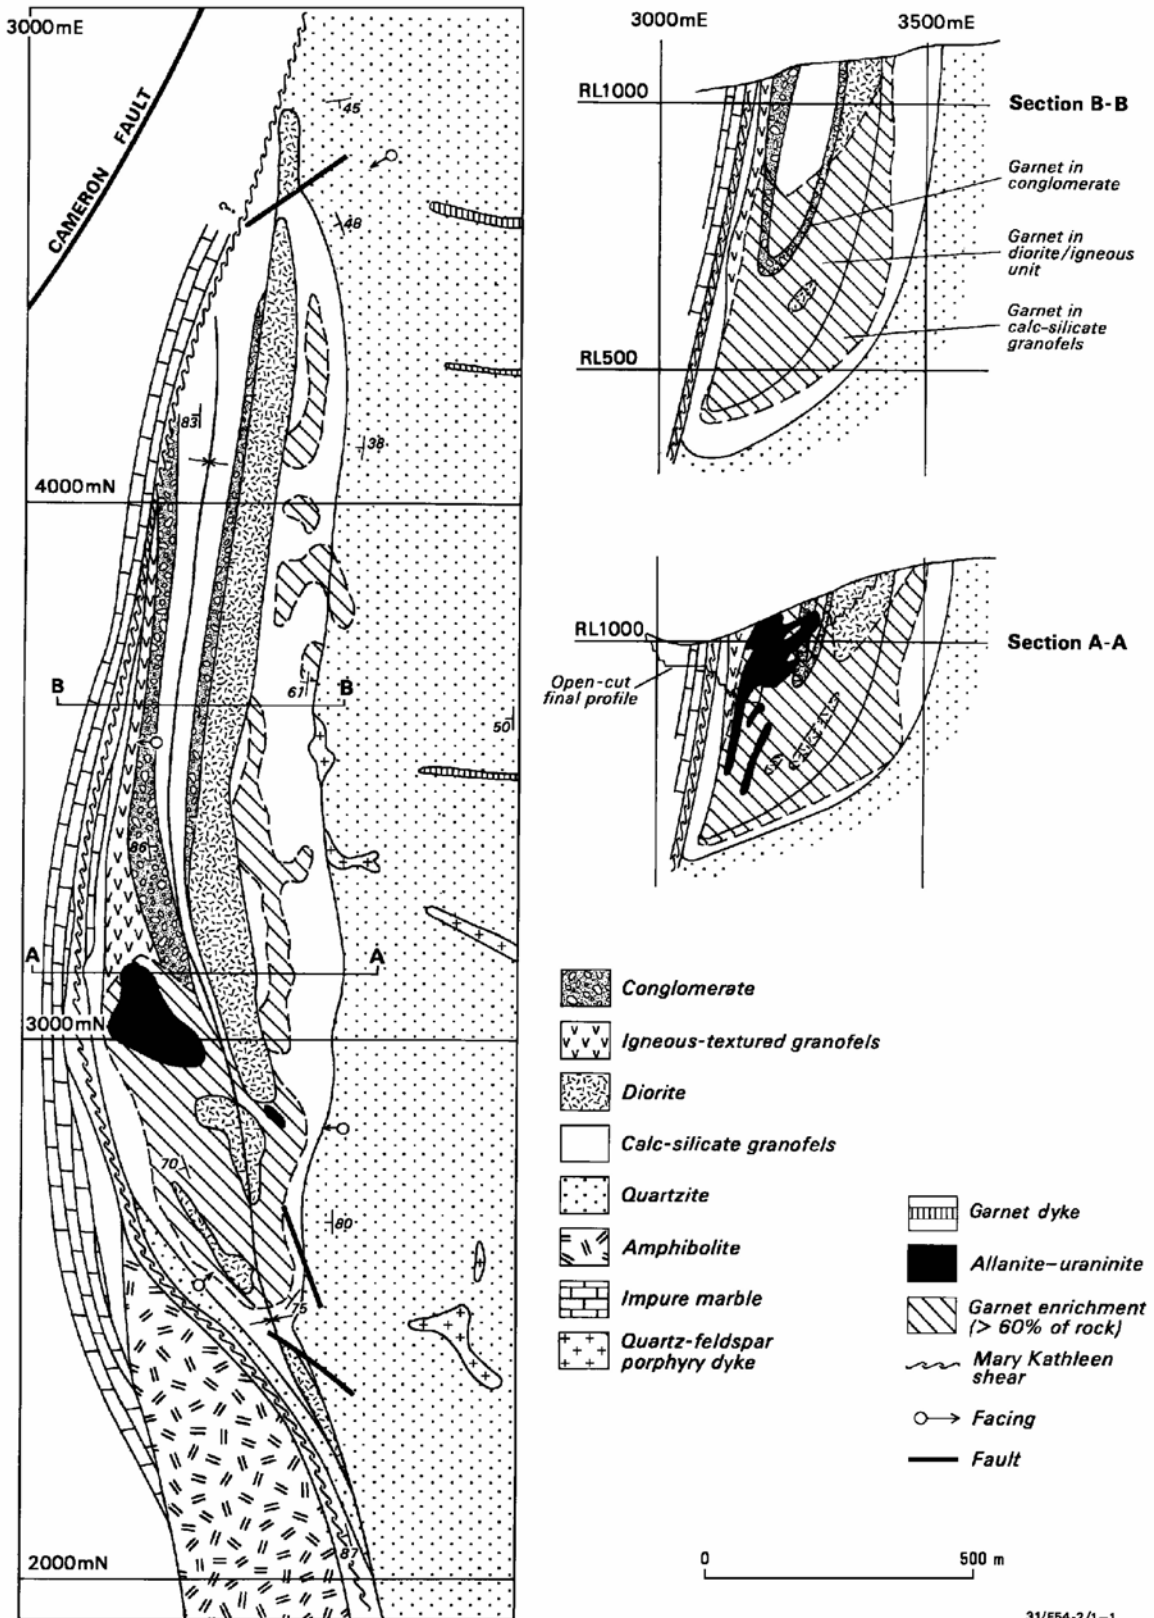 3000mE
CAMERON FAULT
45
?
48
83
38
4000mN
B
61
B
50
86
A
A
3000mN
70
80
75
87
2000mN
3000mE
3500mE
RL1000
Section B-B
Garnet in
conglomerate
Garnet in
diorite/igneous
unit
Garnet in
calc-silicate
granofels
RL500
RL1000
Section A-A
Open-cut
final profile
Conglomerate
Igneous-textured granofels
Diorite
Calc-silicate granofels
Quartzite
Amphibolite
Impure marble
Quartz-feldspar
porphyry dyke
Garnet dyke
Allanite-uraninite
Garnet enrichment
(> 60% of rock)
Mary Kathleen
shear
Facing
Fault
0
500 m
31/F54-2/1-1